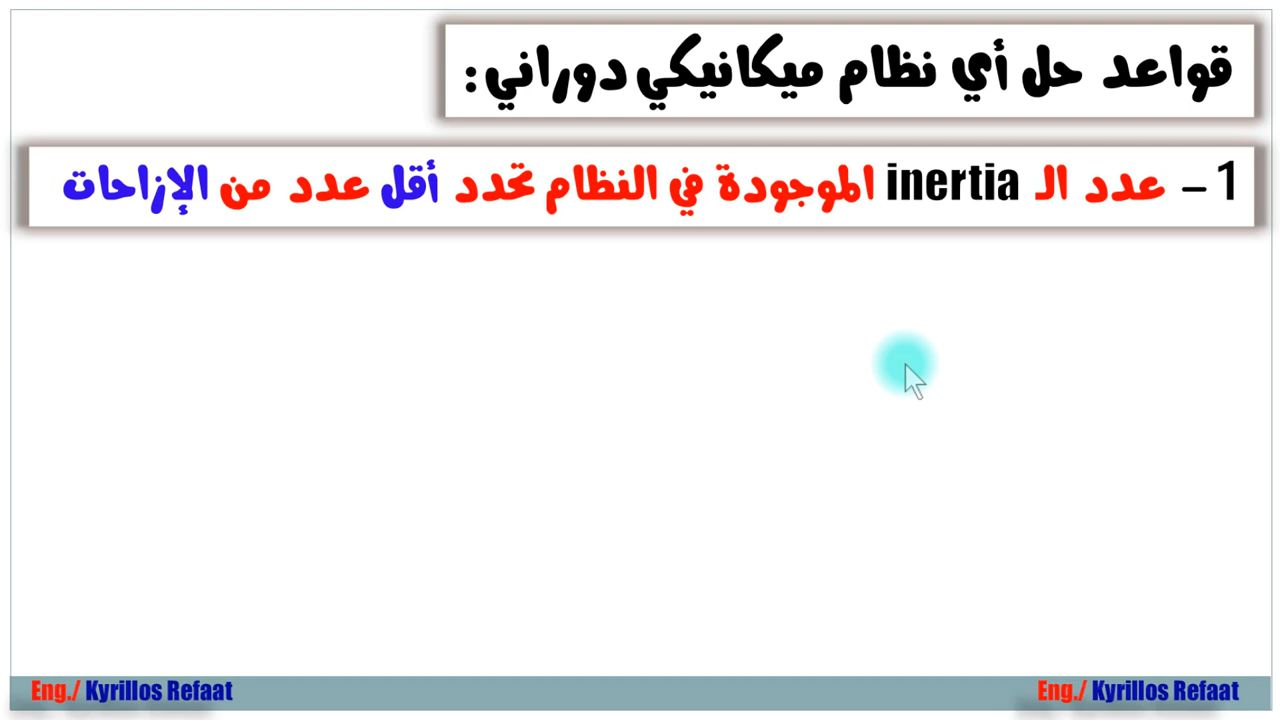 قواعد حل أي نظام ميكانيكي دوراني:
1 – عدد الـ inertia الموجودة في النظام تحدد أقل عدد من الإزاحات
Eng./ Kyrillos Refaat
Eng./ Kyrillos Refaat